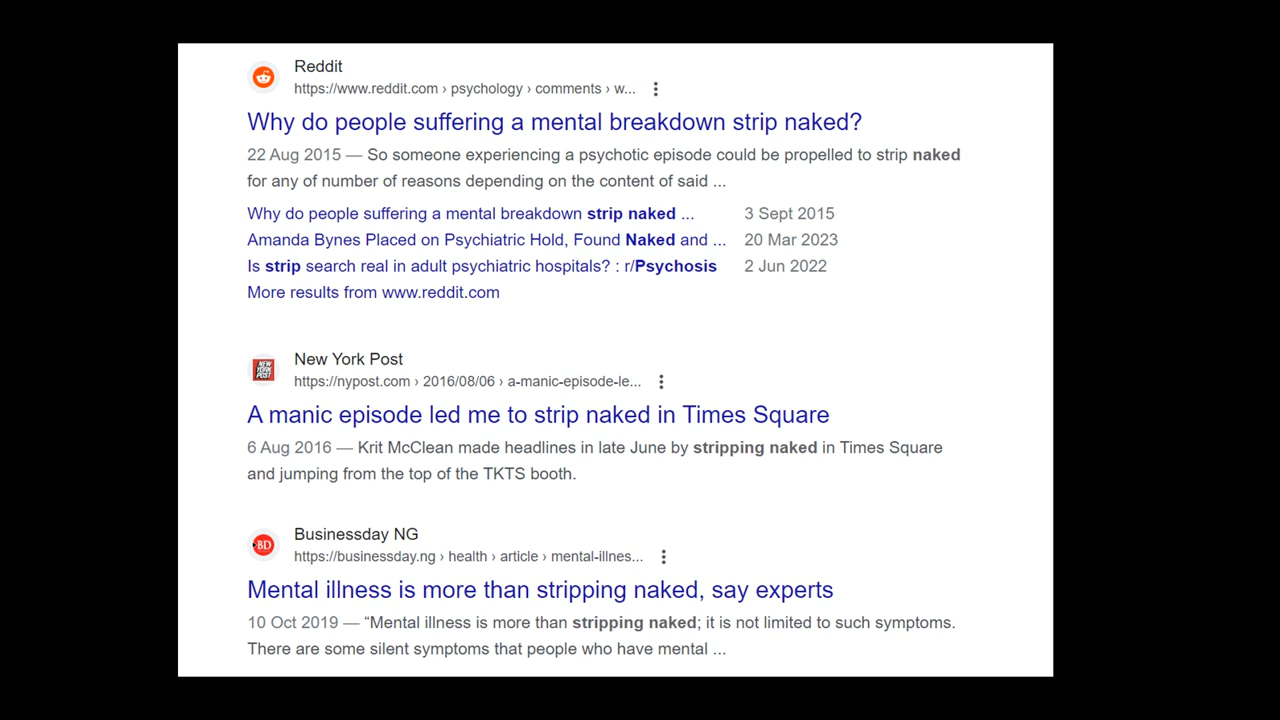 Reddit
https://www.reddit.com › psychology › comments › w...
Why do people suffering a mental breakdown strip naked?
22 Aug 2015 — So someone experiencing a psychotic episode could be propelled to strip naked
for any of number of reasons depending on the content of said ...
Why do people suffering a mental breakdown strip naked ... 3 Sept 2015
Amanda Bynes Placed on Psychiatric Hold, Found Naked and ... 20 Mar 2023
Is strip search real in adult psychiatric hospitals? : r/Psychosis 2 Jun 2022
More results from www.reddit.com
NEW YORK POST
New York Post
https://nypost.com › 2016/08/06 › a-manic-episode-le...
A manic episode led me to strip naked in Times Square
6 Aug 2016 — Krit McClean made headlines in late June by stripping naked in Times Square
and jumping from the top of the TKTS booth.
BD
Businessday NG
https://businessday.ng › health › article › mental-illnes...
Mental illness is more than stripping naked, say experts
10 Oct 2019 — “Mental illness is more than stripping naked; it is not limited to such symptoms.
There are some silent symptoms that people who have mental ...